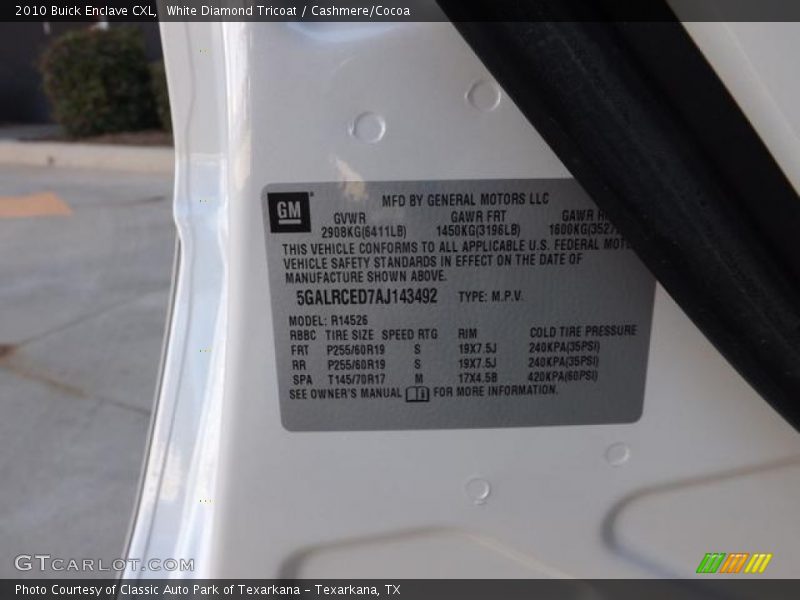 2010 Buick Enclave CXL, White Diamond Tricoat / Cashmere/Cocoa
GM
MFD BY GENERAL MOTORS LLC
GVWR GAWR FRT GAWR
2908KG(6411LB) 1450KG(3196LB) 1600KG(3527
THIS VEHICLE CONFORMS TO ALL APPLICABLE U.S. FEDERAL
VEHICLE SAFETY STANDARDS IN EFFECT ON THE DATE OF
MANUFACTURE SHOWN ABOVE.
5GALRCED7AJ143492 TYPE: M.P.V.
MODEL: R14526
RBBC TIRE SIZE SPEED RTG RIM COLD TIRE PRESSURE
FRT P255/60R19 S 19X7.5J 240KPA(35PSI)
RR P255/60R19 S 19X7.5J 240KPA(35PSI)
SPA T145/70R17 M 17X4.5B 420KPA(60PSI)
SEE OWNER'S MANUAL FOR MORE INFORMATION.
GTCARLOT.COM
Photo Courtesy of Classic Auto Park of Texarkana – Texarkana, TX